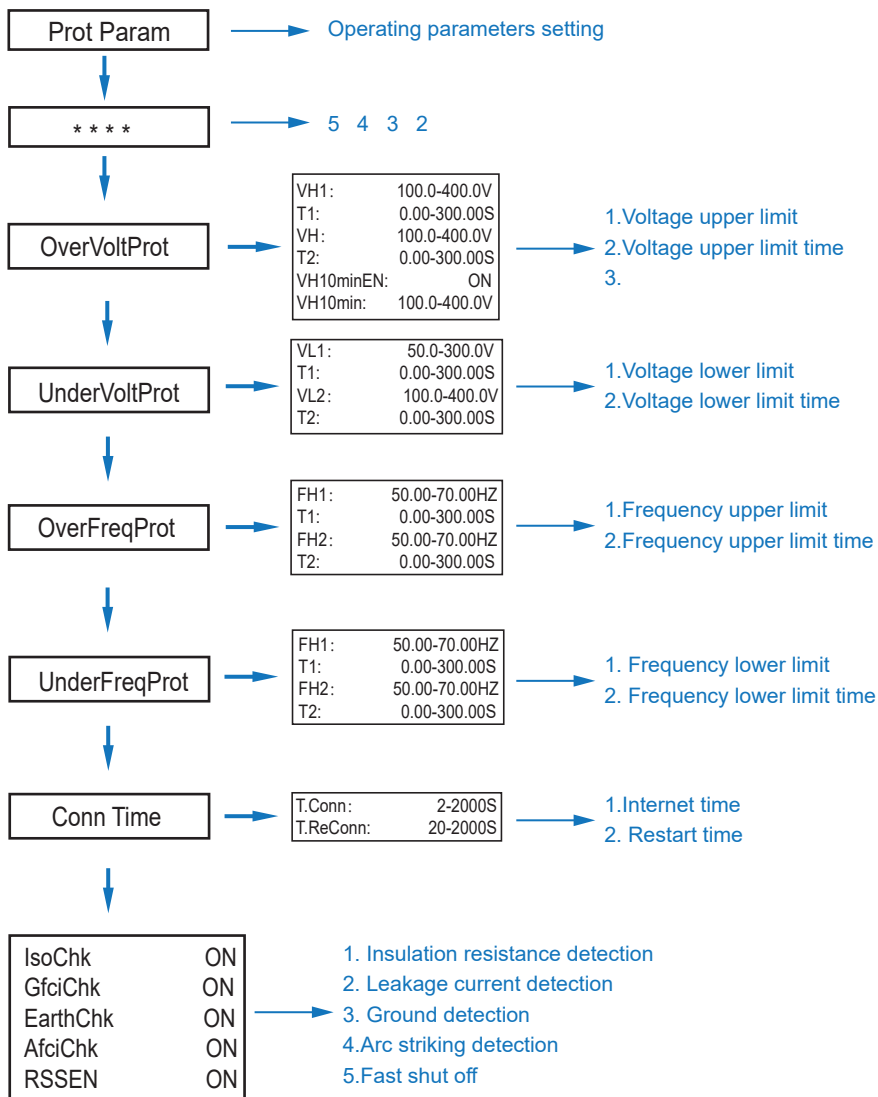 Prot Param
Operating parameters setting
* * * *
5 4 3 2
OverVoltProt
VH1: 100.0-400.0V
T1: 0.00-300.00S
VH: 100.0-400.0V
T2: 0.00-300.00S
VH10minEN: ON
VH10min: 100.0-400.0V
1.Voltage upper limit
2.Voltage upper limit time
3.
UnderVoltProt
VL1: 50.0-300.0V
T1: 0.00-300.00S
VL2: 100.0-400.0V
T2: 0.00-300.00S
1.Voltage lower limit
2.Voltage lower limit time
OverFreqProt
FH1: 50.00-70.00HZ
T1: 0.00-300.00S
FH2: 50.00-70.00HZ
T2: 0.00-300.00S
1.Frequency upper limit
2.Frequency upper limit time
UnderFreqProt
FH1: 50.00-70.00HZ
T1: 0.00-300.00S
FH2: 50.00-70.00HZ
T2: 0.00-300.00S
1. Frequency lower limit
2. Frequency lower limit time
Conn Time
T.Conn: 2-2000S
T.ReConn: 20-2000S
1.Internet time
2. Restart time
IsoChk ON
GfciChk ON
EarthChk ON
AfciChk ON
RSSEN ON
1. Insulation resistance detection
2. Leakage current detection
3. Ground detection
4.Arc striking detection
5.Fast shut off